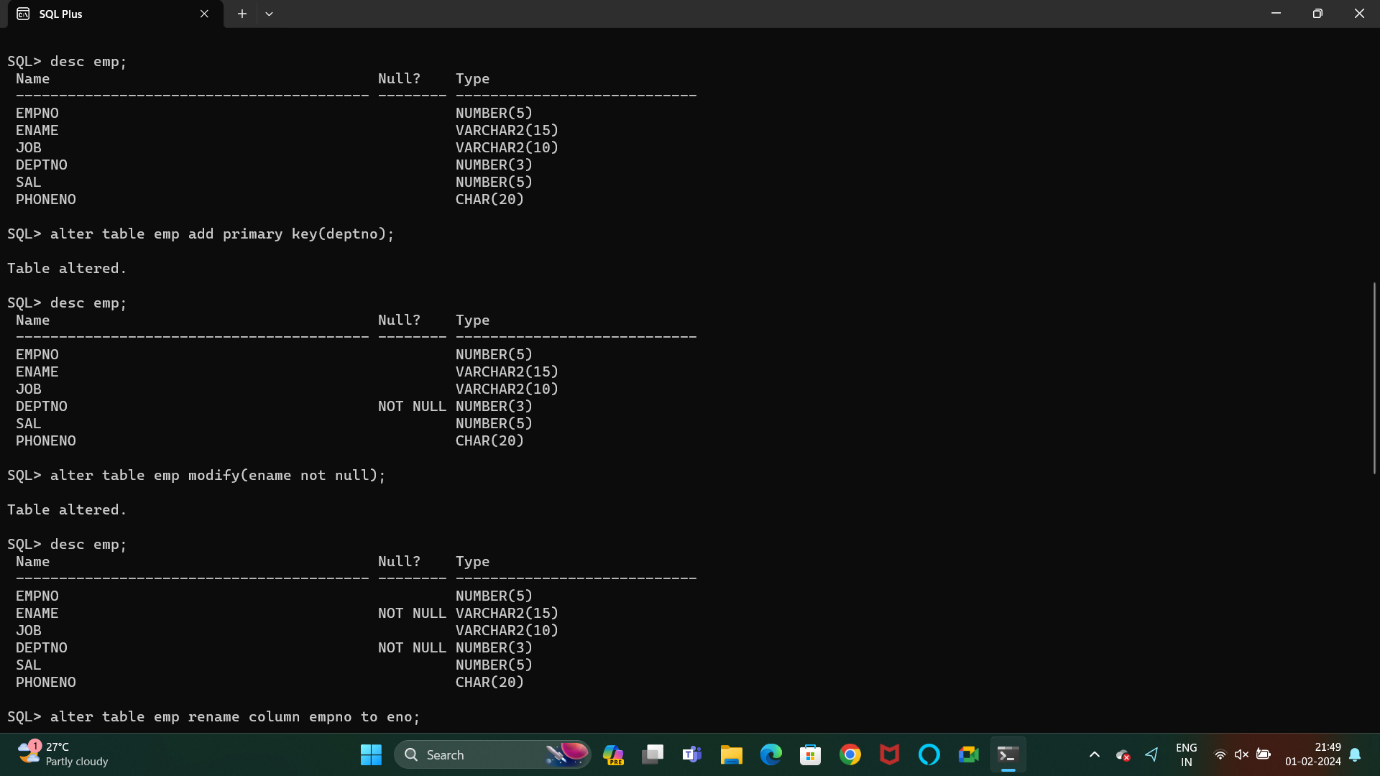 SQL Plus
SQL> desc emp;
Name Null? Type
----------------------------------------- -------- ----------------------------
EMPNO NUMBER(5)
ENAME VARCHAR2(15)
JOB VARCHAR2(10)
DEPTNO NUMBER(3)
SAL NUMBER(5)
PHONENO CHAR(20)
SQL> alter table emp add primary key(deptno);
Table altered.
SQL> desc emp;
Name Null? Type
----------------------------------------- -------- ----------------------------
EMPNO NUMBER(5)
ENAME VARCHAR2(15)
JOB VARCHAR2(10)
DEPTNO NOT NULL NUMBER(3)
SAL NUMBER(5)
PHONENO CHAR(20)
SQL> alter table emp modify(ename not null);
Table altered.
SQL> desc emp;
Name Null? Type
----------------------------------------- -------- ----------------------------
EMPNO NUMBER(5)
ENAME NOT NULL VARCHAR2(15)
JOB VARCHAR2(10)
DEPTNO NOT NULL NUMBER(3)
SAL NUMBER(5)
PHONENO CHAR(20)
SQL> alter table emp rename column empno to eno;
1
27°C
Partly cloudy
Search
PRE
ENG
IN
21:49
01-02-2024